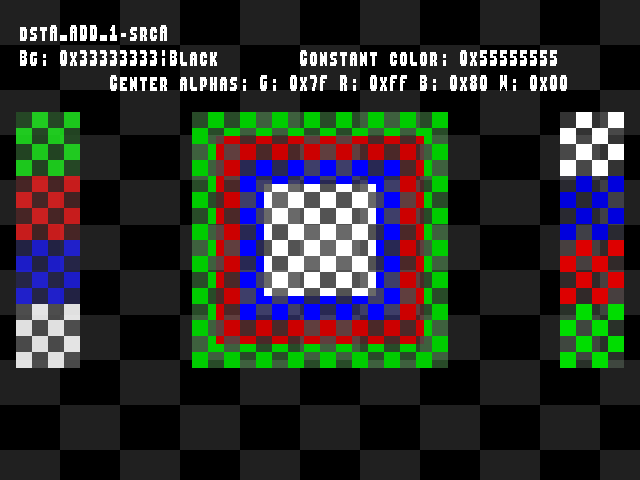 dstA_ADD_1-srcA
Bg: 0x33333333¦Black Constant color: 0x55555555
Center alphas: G: 0x7F R: 0xFF B: 0x80 W: 0x00